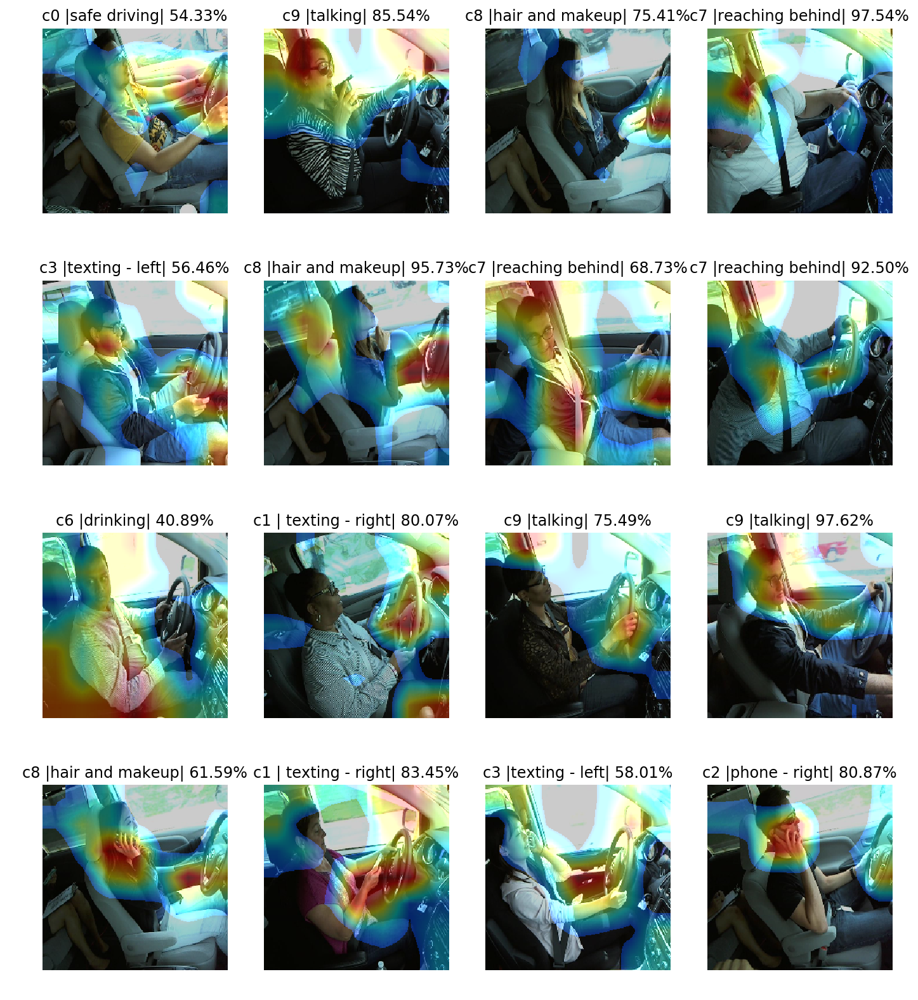 c0 |safe driving| 54.33%
c9 |talking| 85.54%
c8 |hair and makeup| 75.41%
c7 |reaching behind| 97.54%
c3 |texting - left| 56.46%
c8 |hair and makeup| 95.73%
c7 |reaching behind| 68.73%
c7 |reaching behind| 92.50%
c6 |drinking| 40.89%
c1 | texting - right| 80.07%
c9 |talking| 75.49%
c9 |talking| 97.62%
c8 |hair and makeup| 61.59%
c1 | texting - right| 83.45%
c3 |texting - left| 58.01%
c2 |phone - right| 80.87%